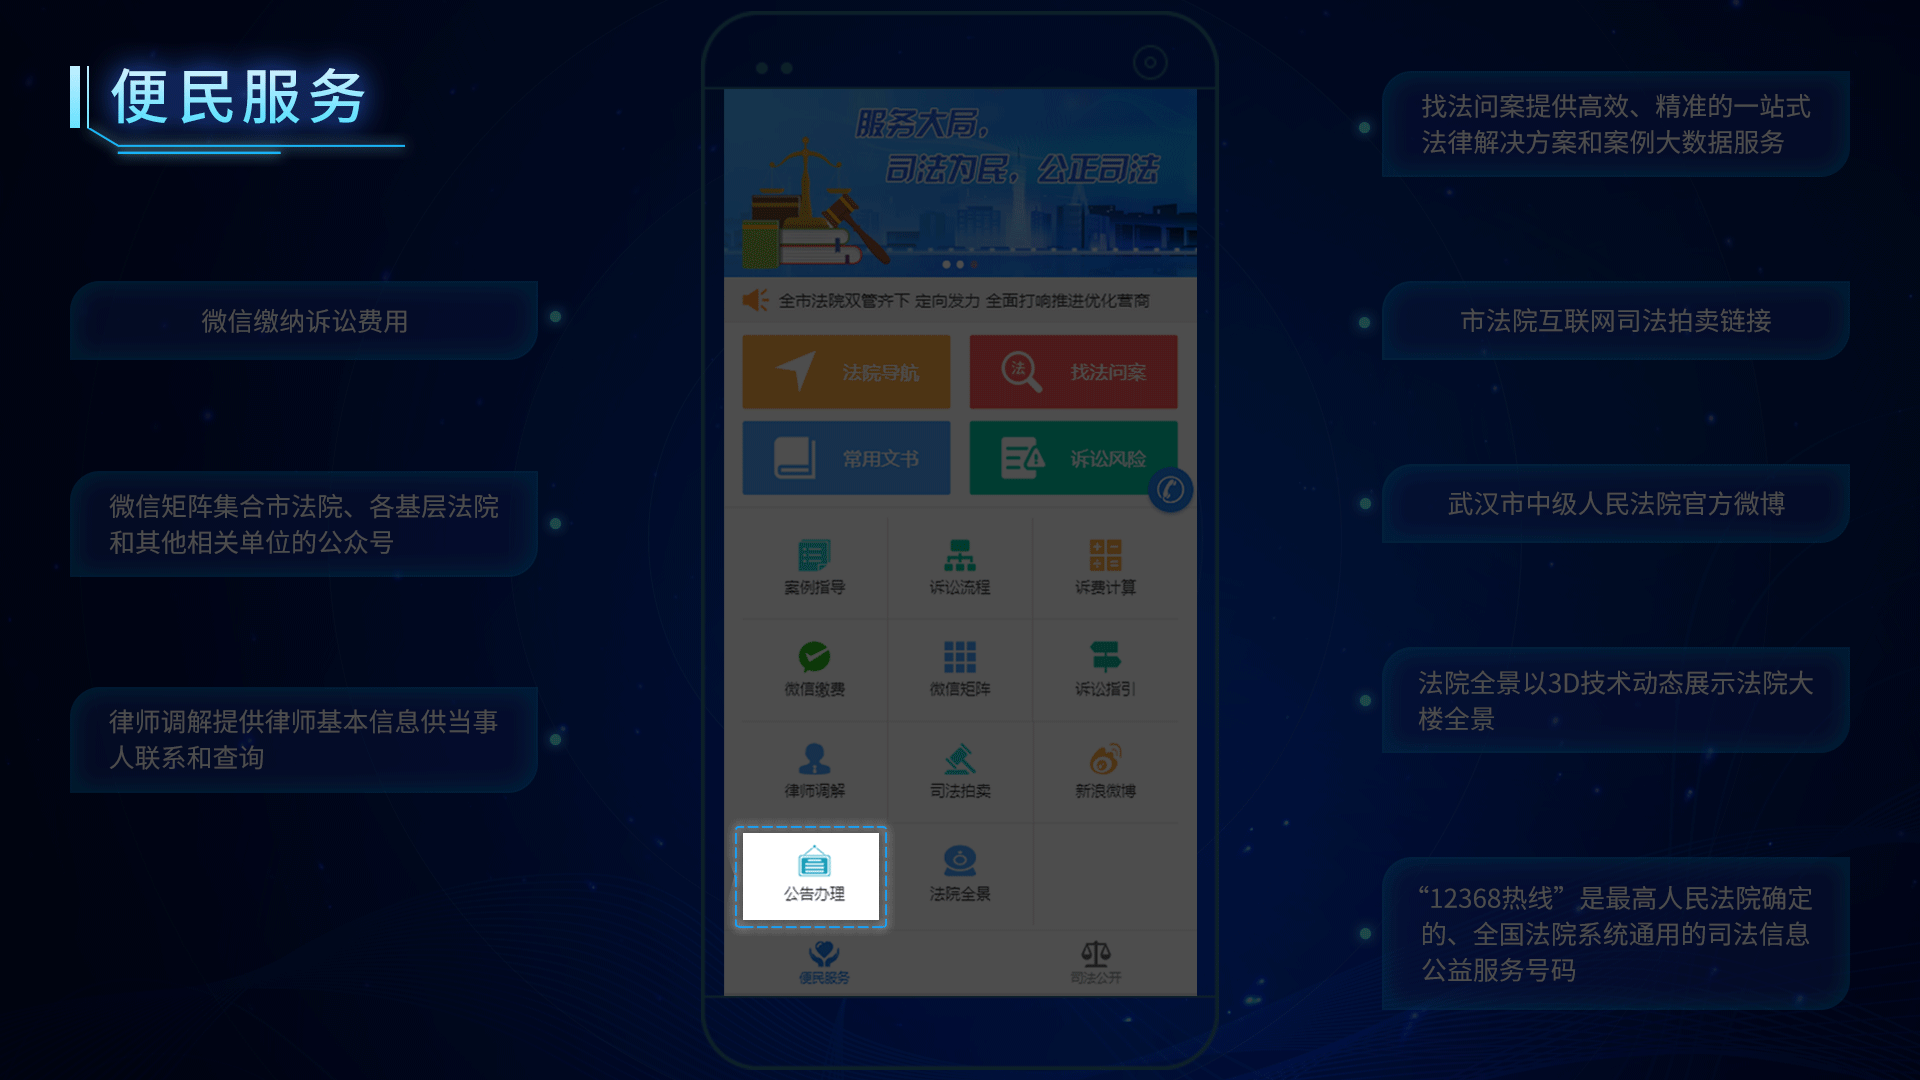 便民服务
微信缴纳诉讼费用
微信矩阵集合市法院、各基层法院
和其他相关单位的公众号
律师调解提供律师基本信息供当事
人联系和查询
服务大局，
司法为民，公正司法
全市法院双管齐下 定向发力 全面打响推进优化营商
法院导航
法
找法问案
常用文书
诉讼风险
案例指导
诉讼流程
诉费计算
微信缴费
微信矩阵
诉讼指引
律师调解
司法拍卖
新浪微博
公告办理
法院全景
便民服务
司法公开
找法问案提供高效、精准的一站式
法律解决方案和案例大数据服务
市法院互联网司法拍卖链接
武汉市中级人民法院官方微博
法院全景以3D技术动态展示法院大
楼全景
“12368热线”是最高人民法院确定
的、全国法院系统通用的司法信息
公益服务号码